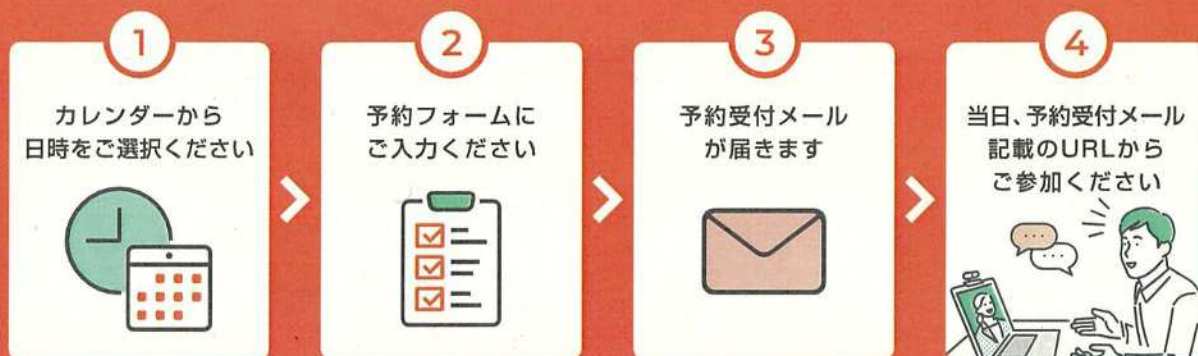 1
カレンダーから
日時をご選択ください
2
予約フォームに
ご入力ください
3
予約受付メール
が届きます
4
当日、予約受付メール
記載のURLから
ご参加ください